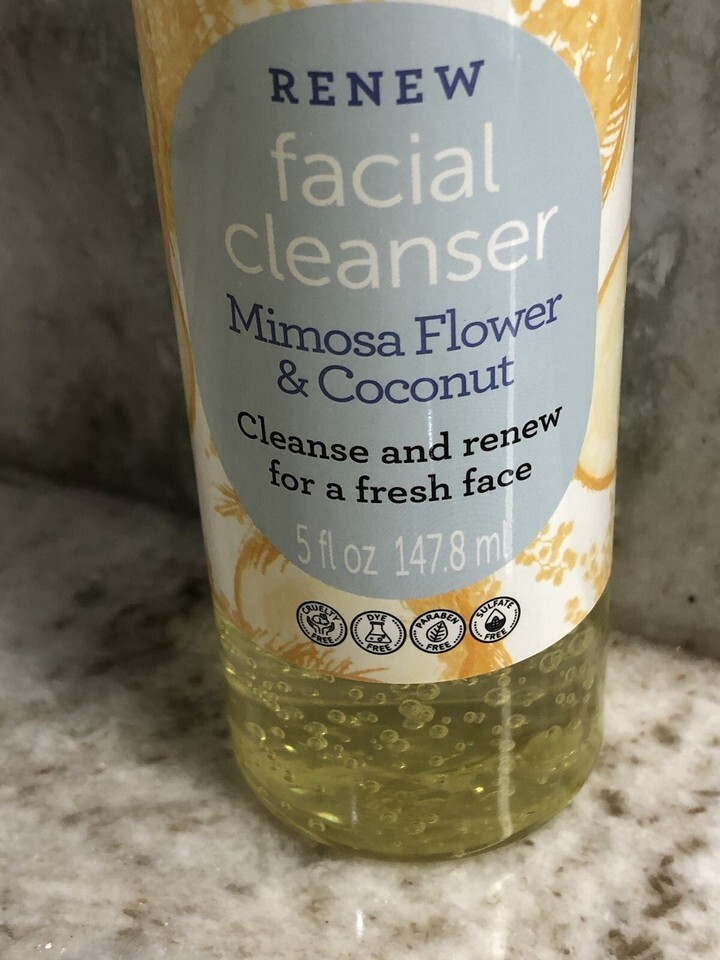 RENEW
facial
cleanser
Mimosa Flower
& Coconut
Cleanse and renew
for a fresh face
5 fl oz 147.8 ml
CRUELTY FREE
DYE FREE
PARABEN FREE
SULFATE FREE